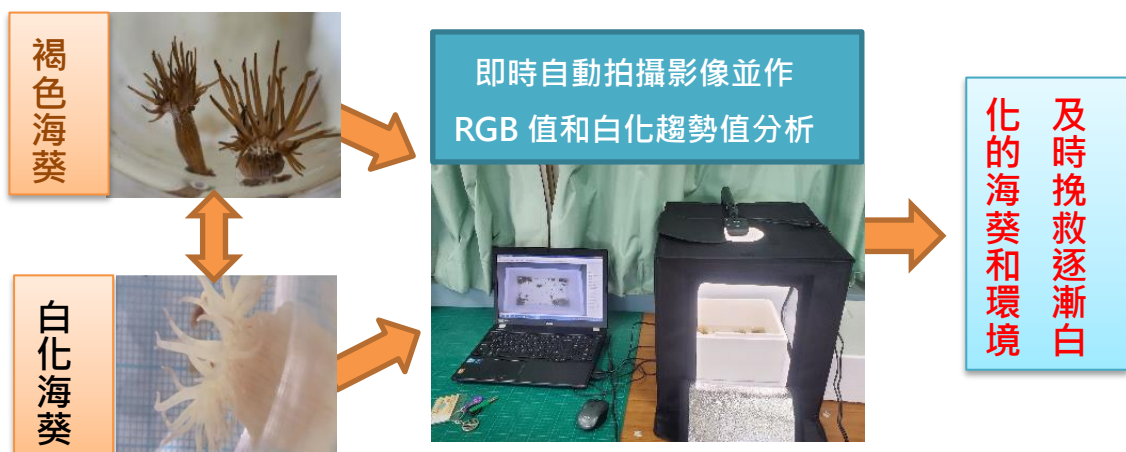 褐色海葵
白化海葵
即時自動拍攝影像並作
RGB 值和白化趨勢值分析
及時挽救逐漸白
化的海葵和環境